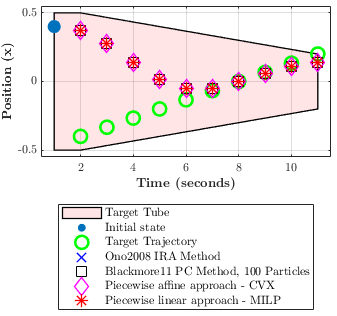 0.5
0
-0.5
Position (x)
2
4
6
8
10
Time (seconds)
Target Tube
Initial state
Target Trajectory
Ono2008 IRA Method
Blackmore11 PC Method, 100 Particles
Piecewise affine approach - CVX
Piecewise linear approach - MILP